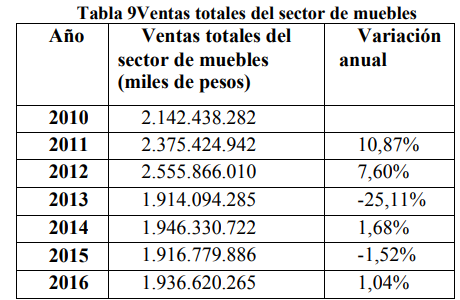 Tabla 9Ventas totales del sector de muebles
Año Ventas totales del sector de muebles (miles de pesos) Variación anual
2010 2.142.438.282
2011 2.375.424.942 10,87%
2012 2.555.866.010 7,60%
2013 1.914.094.285 -25,11%
2014 1.946.330.722 1,68%
2015 1.916.779.886 -1,52%
2016 1.936.620.265 1,04%